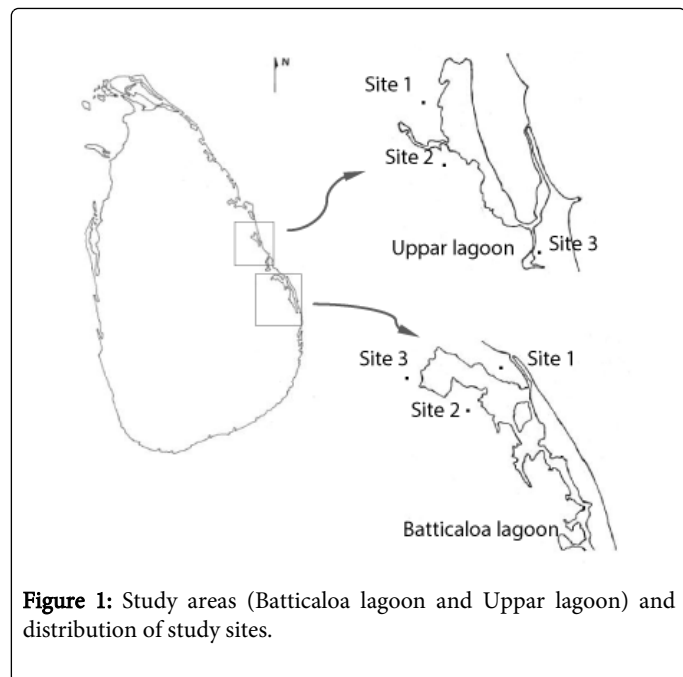 N
Site 1
Site 2
Uppar lagoon
Site 3
Site 3
Site 1
Site 2
Batticaloa lagoon
Figure 1: Study areas (Batticaloa lagoon and Uppar lagoon) and
distribution of study sites.